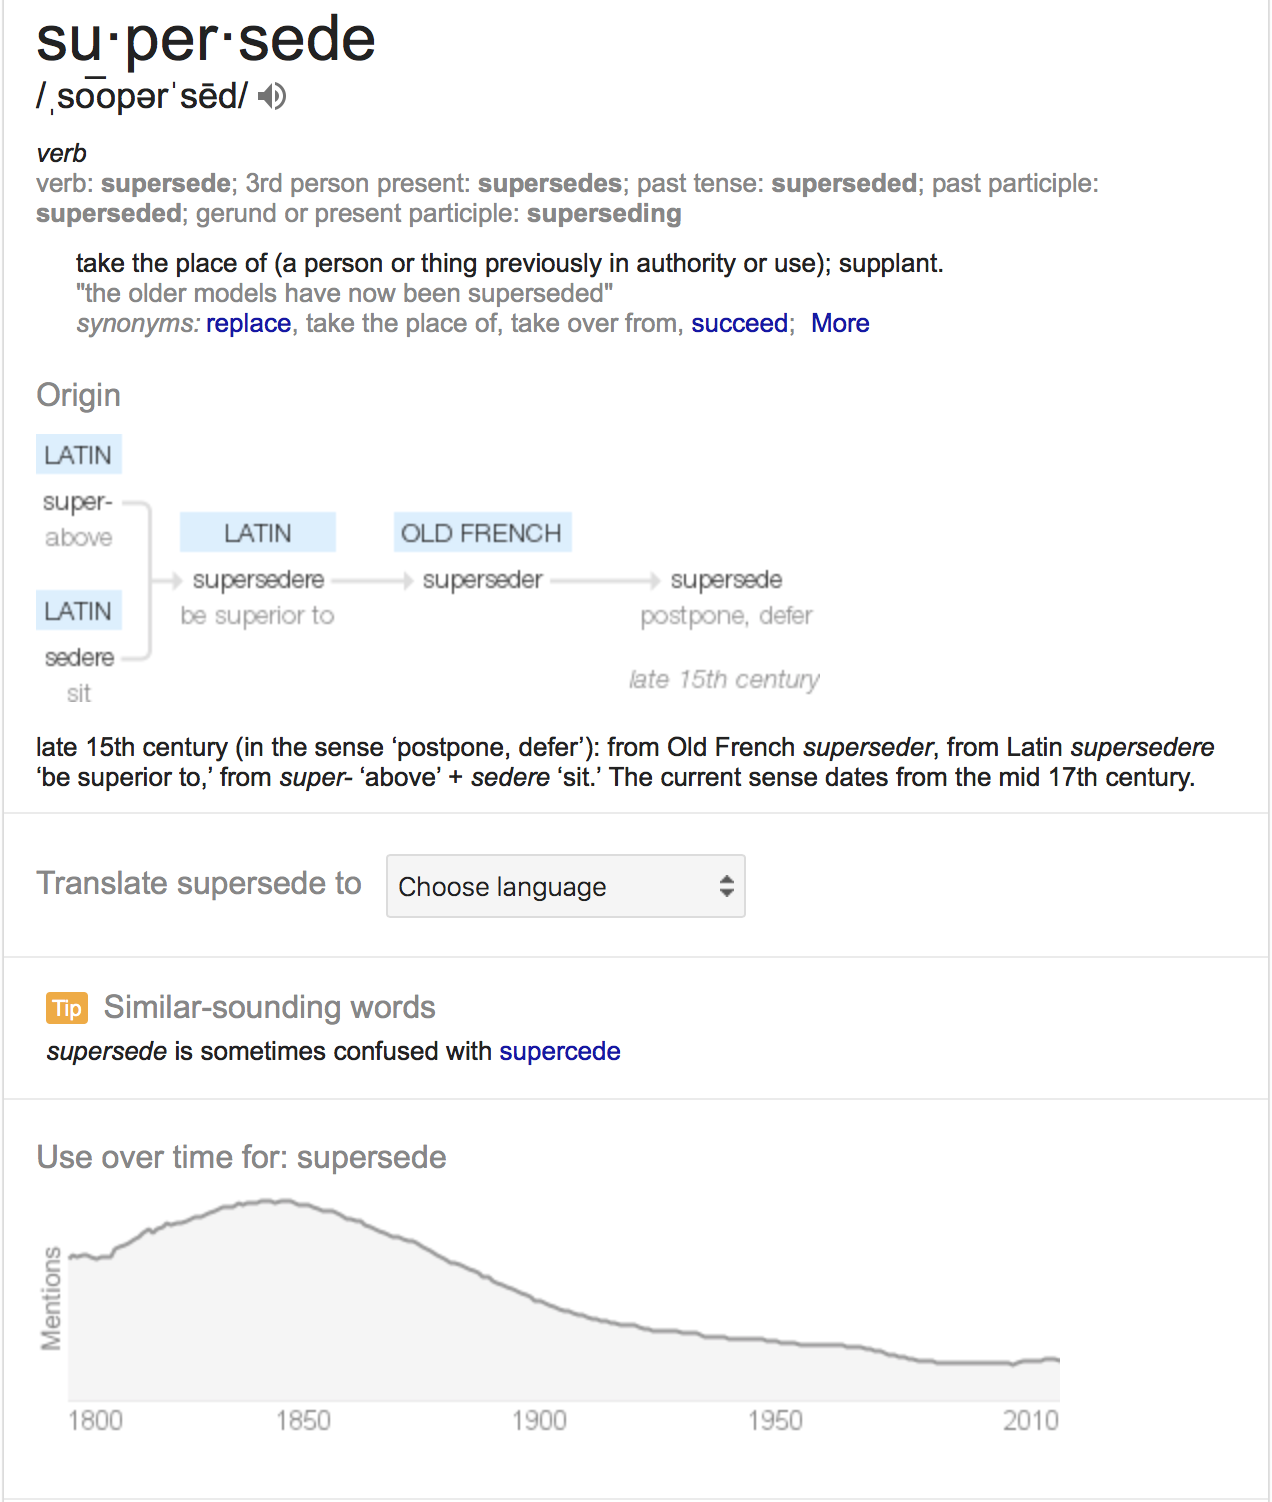 su·per·sede
/ˌso͞opərˈsēd/
verb
verb: supersede; 3rd person present: supersedes; past tense: superseded; past participle:
superseded; gerund or present participle: superseding
take the place of (a person or thing previously in authority or use); supplant.
"the older models have now been superseded"
synonyms: replace, take the place of, take over from, succeed; More
Origin
LATIN
super-
above
LATIN
sedere
sit
LATIN
supersedere
be superior to
OLD FRENCH
superseder
supersede
postpone, defer
late 15th century
late 15th century (in the sense ‘postpone, defer’): from Old French superseder, from Latin supersedere
‘be superior to,’ from super- ‘above’ + sedere ‘sit.’ The current sense dates from the mid 17th century.
Translate supersede to
Choose language
Tip Similar-sounding words
supersede is sometimes confused with supercede
Use over time for: supersede
Mentions
1800 1850 1900 1950 2010